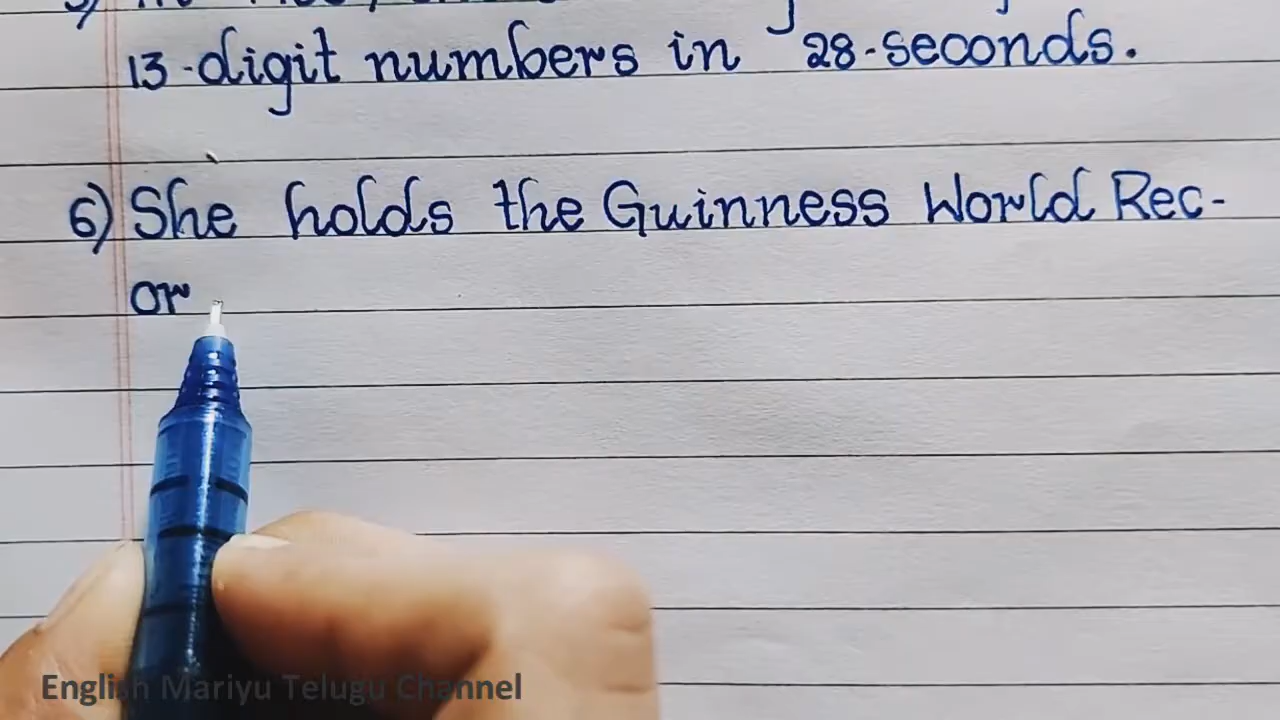 13-digit numbers in 28-seconds.
6) She holds the Guinness World Rec-
or
English Mariyu Telugu Channel